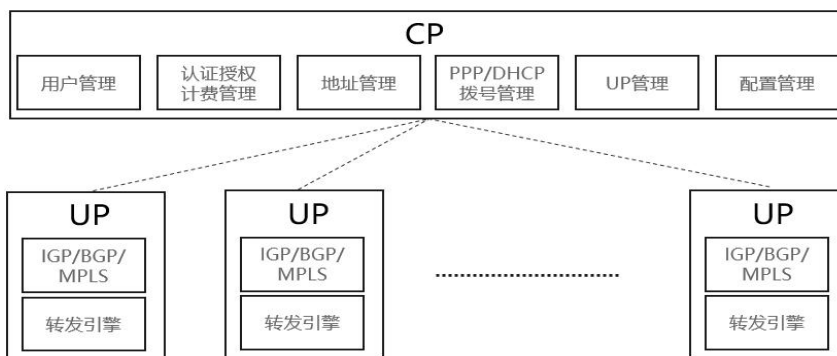 CP
用户管理
认证授权
计费管理
地址管理
PPP/DHCP
拨号管理
UP管理
配置管理
UP
IGP/BGP/
MPLS
转发引擎
UP
IGP/BGP/
MPLS
转发引擎
UP
IGP/BGP/
MPLS
转发引擎